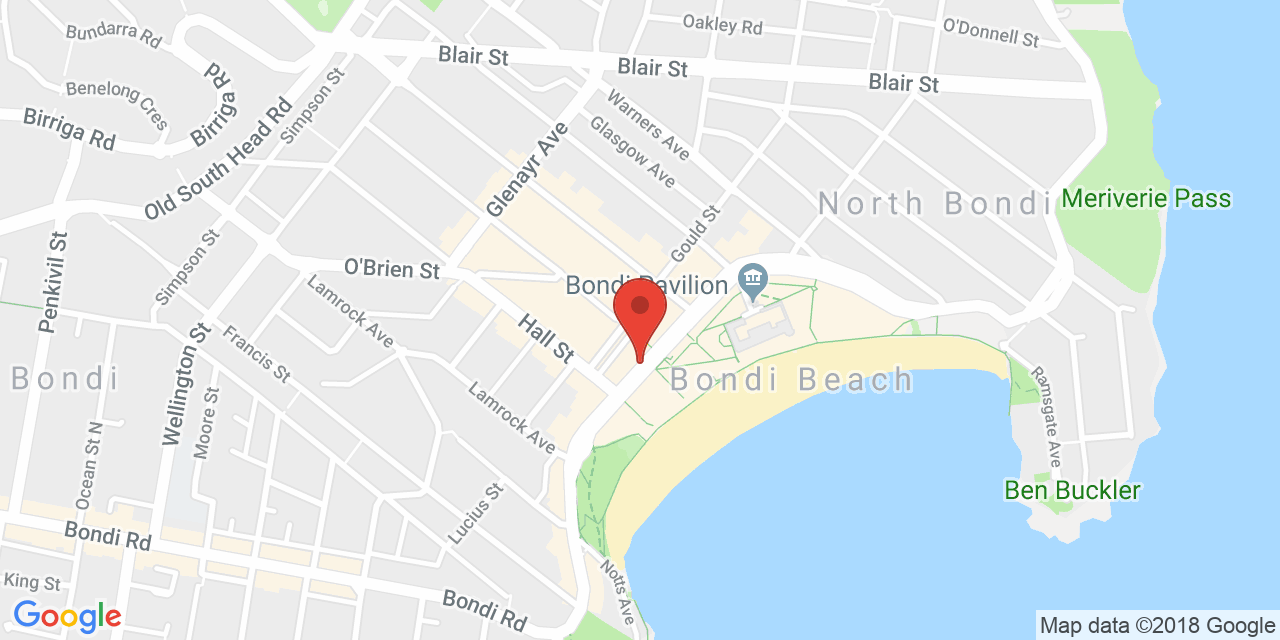 Bundarra Rd
Oakley Rd
O'Donnell St
Blair St
Blair St
Blair St
Benelong Cres
Birriga Rd
Simpson St
Warners Ave
Birriga Rd
Glasgow Ave
Old South Head Rd
Glenayr Ave
Meriverie Pass
North Bondi
Gould St
Penkivil St
Simpson St
O'Brien St
Bondi Pavilion
Lamrock Ave
Hall St
Francis St
Wellington St
Bondi
Bondi Beach
Moore St
Lamrock Ave
Ramsgate Ave
Ocean St N
Ben Buckler
Lucius St
Bondi Rd
King St
Notts Ave
Bondi Rd
Google
Map data ©2018 Google